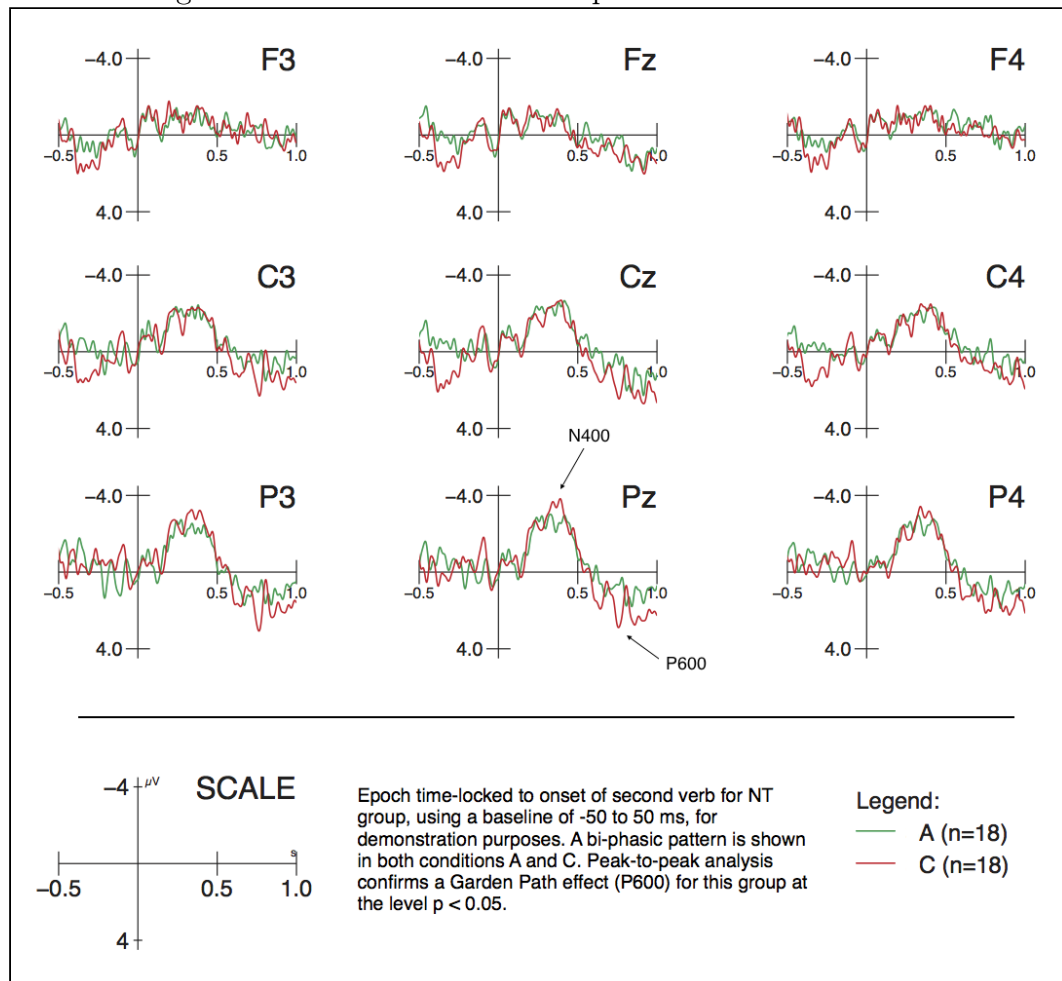 −4.0 F3
−0.5 0.5 1.0
4.0
−4.0 Fz
−0.5 0.5 1.0
4.0
−4.0 F4
−0.5 0.5 1.0
4.0
−4.0 C3
−0.5 0.5 1.0
4.0
−4.0 Cz
−0.5 0.5 1.0
4.0
−4.0 C4
−0.5 0.5 1.0
4.0
N400
−4.0 P3
−0.5 0.5 1.0
4.0
−4.0 Pz
−0.5 0.5 1.0
4.0
P600
−4.0 P4
−0.5 0.5 1.0
4.0
−4 μV SCALE
s
−0.5 0.5 1.0
4
Epoch time-locked to onset of second verb for NT
group, using a baseline of -50 to 50 ms, for
demonstration purposes. A bi-phasic pattern is shown
in both conditions A and C. Peak-to-peak analysis
confirms a Garden Path effect (P600) for this group at
the level p < 0.05.
Legend:
A (n=18)
C (n=18)